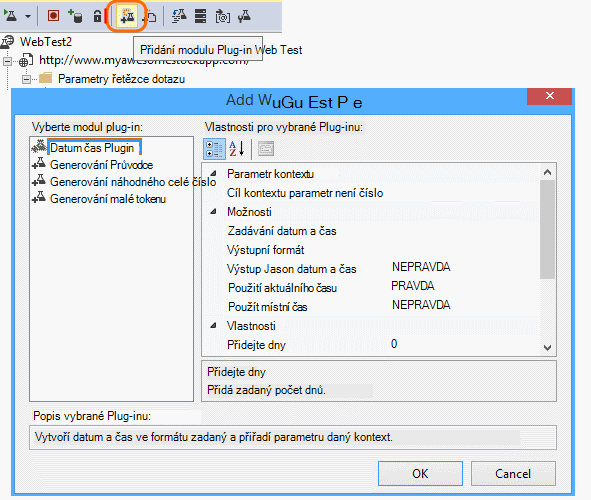 Přidání modulu Plug-in Web Test
WebTest2
http://www.myawesomestockapp.com/
Parametry řetězce dotazu
Add WuGu Est P e
Vyberte modul plug-in:
Vlastnosti pro vybrané Plug-inu:
Datum čas Plugin
Generování Průvodce
Generování náhodného celé číslo
Generování malé tokenu
Parametr kontextu
Cíl kontextu parametr není číslo
Možnosti
Zadávání datum a čas
Výstupní formát
Výstup Jason datum a čas NEPRAVDA
Použití aktuálního času PRAVDA
Použít místní čas NEPRAVDA
Vlastnosti
Přidejte dny 0
Přidejte dny
Přidá zadaný počet dnů.
Popis vybrané Plug-inu:
Vytvoří datum a čas ve formátu zadaný a přiřadí parametru daný kontext.
OK
Cancel